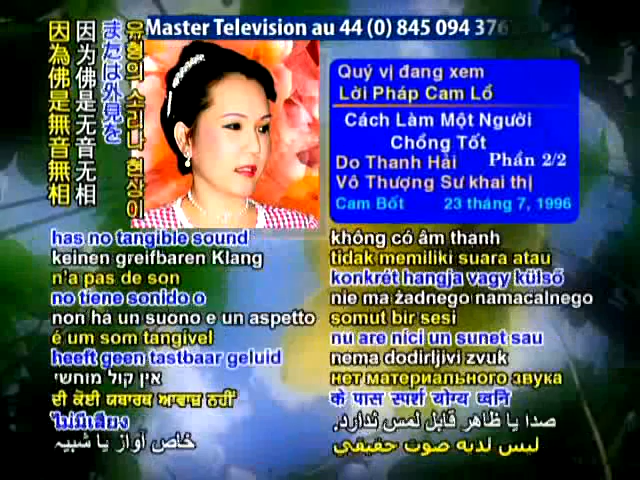 Master Television au 44 (0) 845 094 376
因為佛是無音無相
因为佛是无音无相
または外見を
유형의 소리나 현상이
Quý vị đang xem
Lời Pháp Cam Lồ
Cách Làm Một Người
Chồng Tốt
Do Thanh Hải Phần 2/2
Vô Thượng Sư khai thị
Cam Bốt 23 tháng 7, 1996
has no tangible sound
keinen greifbaren Klang
n'a pas de son
no tiene sonido o
non ha un suono e un aspetto
é um som tangível
heeft geen tastbaar geluid
אין קול מוחשי
ਦੀ ਕੋਈ ਯਥਾਰਥ ਆਵਾਜ਼ ਨਹੀਂ
ไม่มีเสียง
خاص آواز یا شبیہ
không có âm thanh
tidak memiliki suara atau
konkrét hangja vagy külső
nie ma żadnego namacalnego
somut bir sesi
nu are nici un sunet sau
nema dodirljivi zvuk
нет материального звука
के पास स्पर्श योग्य ध्वनि
صدا یا ظاهر قابل لمس ندارد,
ليس لديه صوت حقيقي